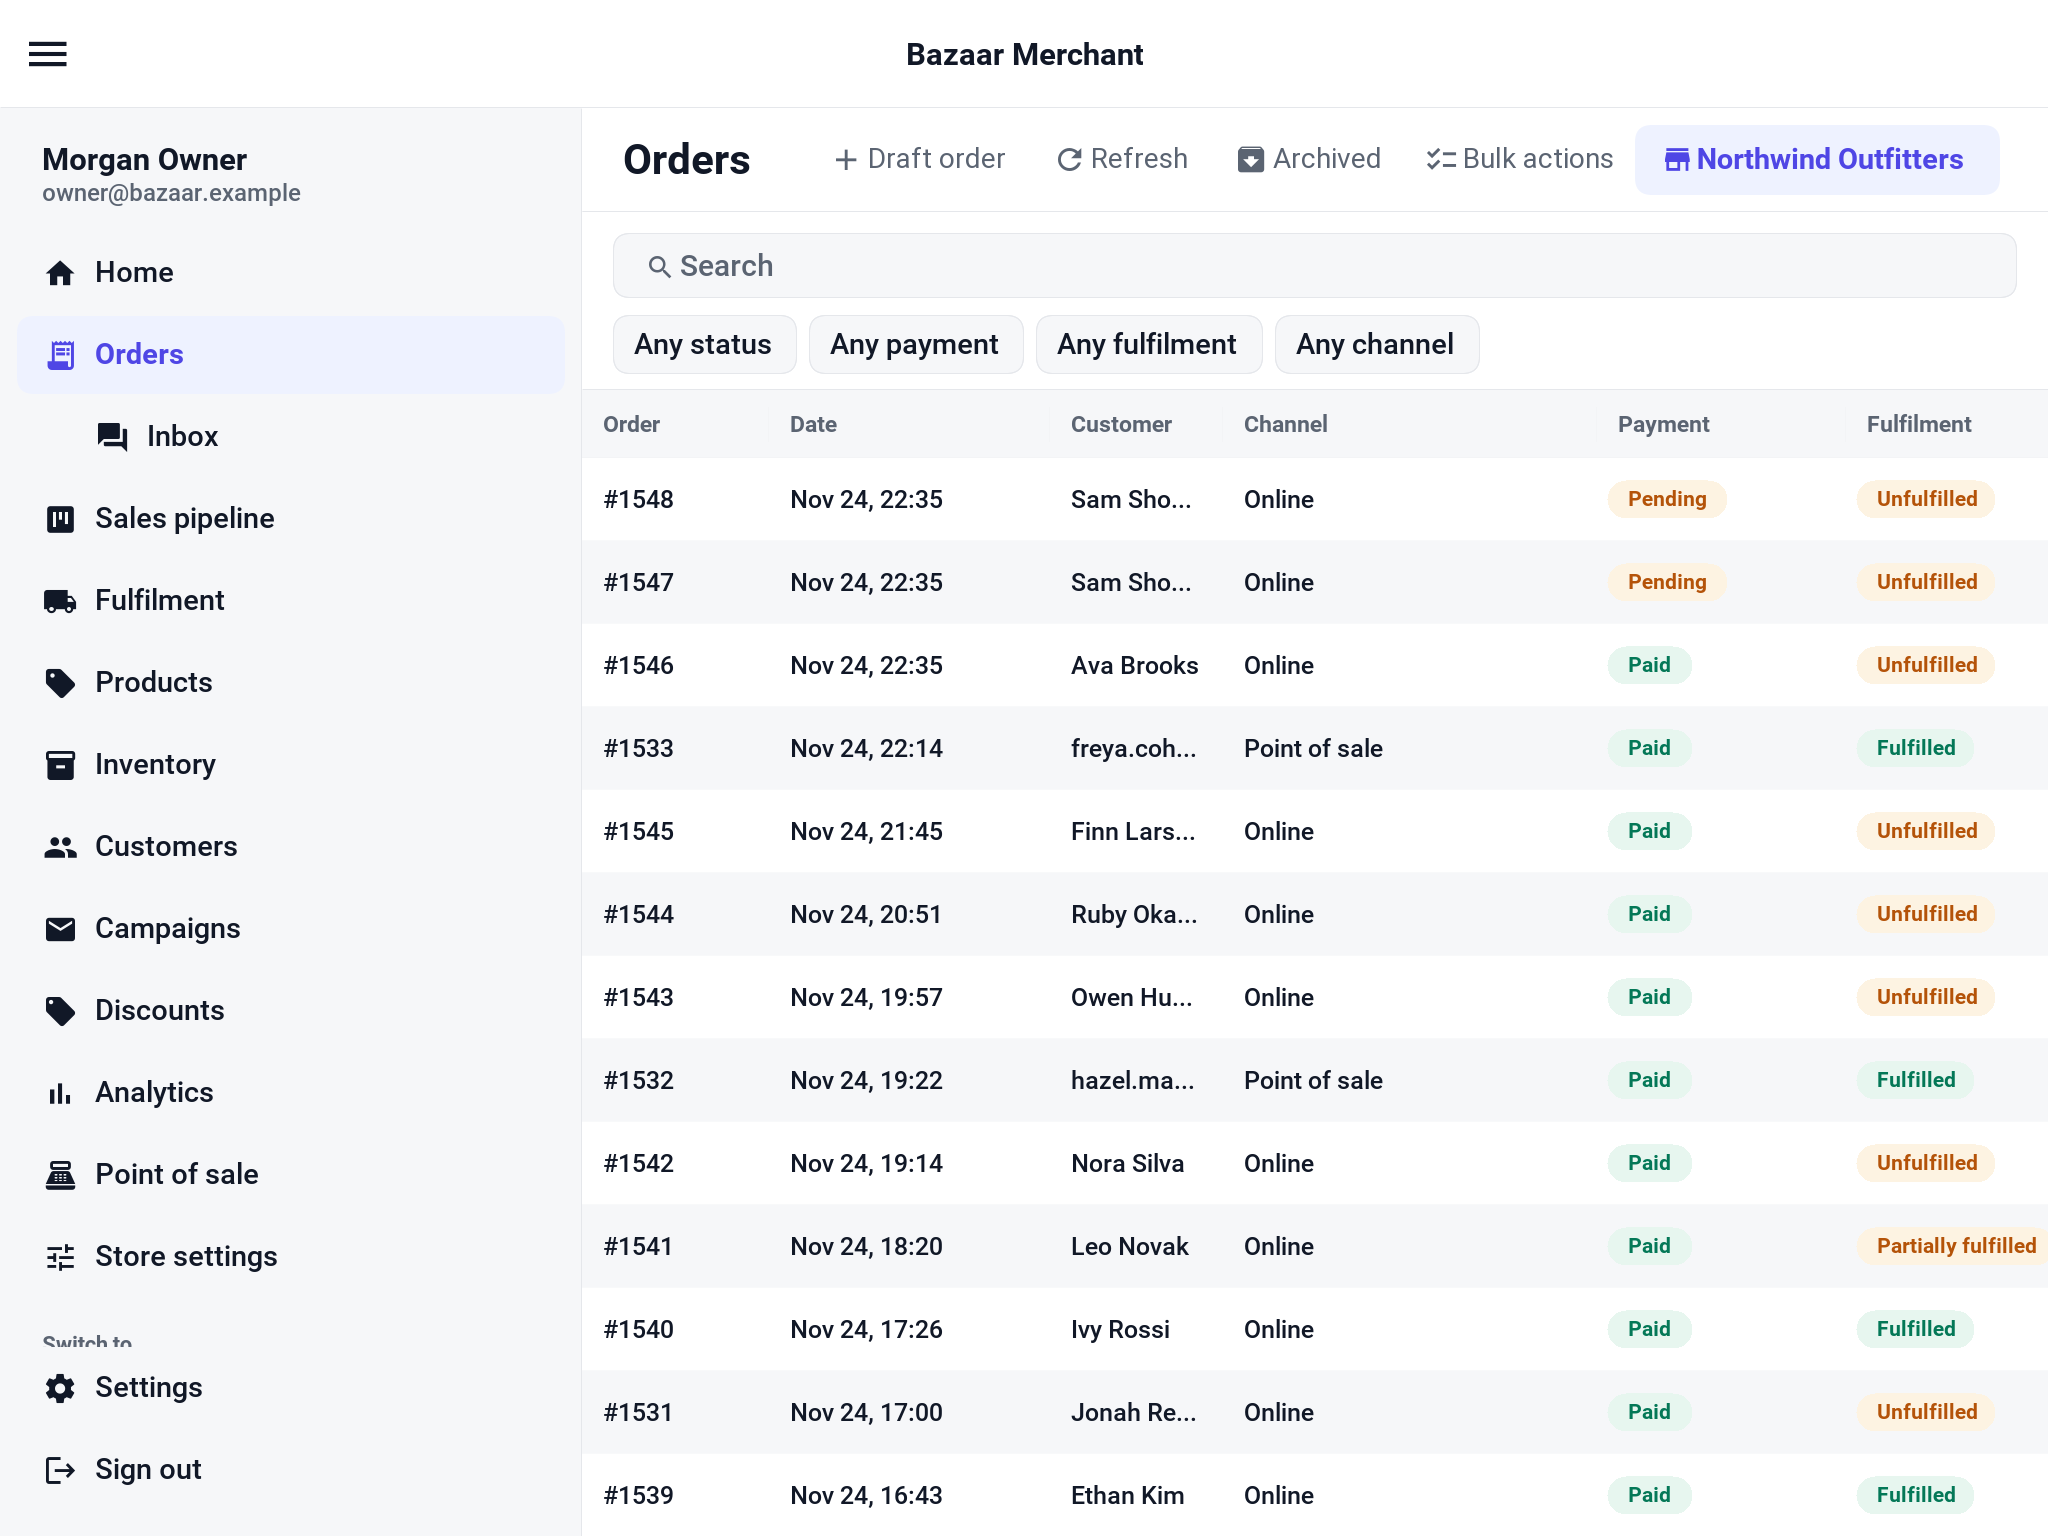 Bazaar Merchant
Morgan Owner
owner@bazaar.example
Home
Orders
Inbox
Sales pipeline
Fulfilment
Products
Inventory
Customers
Campaigns
Discounts
Analytics
Point of sale
Store settings
Switch to
Settings
Sign out
Orders Draft order Refresh Archived Bulk actions Northwind Outfitters
Search
Any status Any payment Any fulfilment Any channel
Order Date Customer Channel Payment Fulfilment
#1548 Nov 24, 22:35 Sam Sho... Online Pending Unfulfilled
#1547 Nov 24, 22:35 Sam Sho... Online Pending Unfulfilled
#1546 Nov 24, 22:35 Ava Brooks Online Paid Unfulfilled
#1533 Nov 24, 22:14 freya.coh... Point of sale Paid Fulfilled
#1545 Nov 24, 21:45 Finn Lars... Online Paid Unfulfilled
#1544 Nov 24, 20:51 Ruby Oka... Online Paid Unfulfilled
#1543 Nov 24, 19:57 Owen Hu... Online Paid Unfulfilled
#1532 Nov 24, 19:22 hazel.ma... Point of sale Paid Fulfilled
#1542 Nov 24, 19:14 Nora Silva Online Paid Unfulfilled
#1541 Nov 24, 18:20 Leo Novak Online Paid Partially fulfilled
#1540 Nov 24, 17:26 Ivy Rossi Online Paid Fulfilled
#1531 Nov 24, 17:00 Jonah Re... Online Paid Unfulfilled
#1539 Nov 24, 16:43 Ethan Kim Online Paid Fulfilled